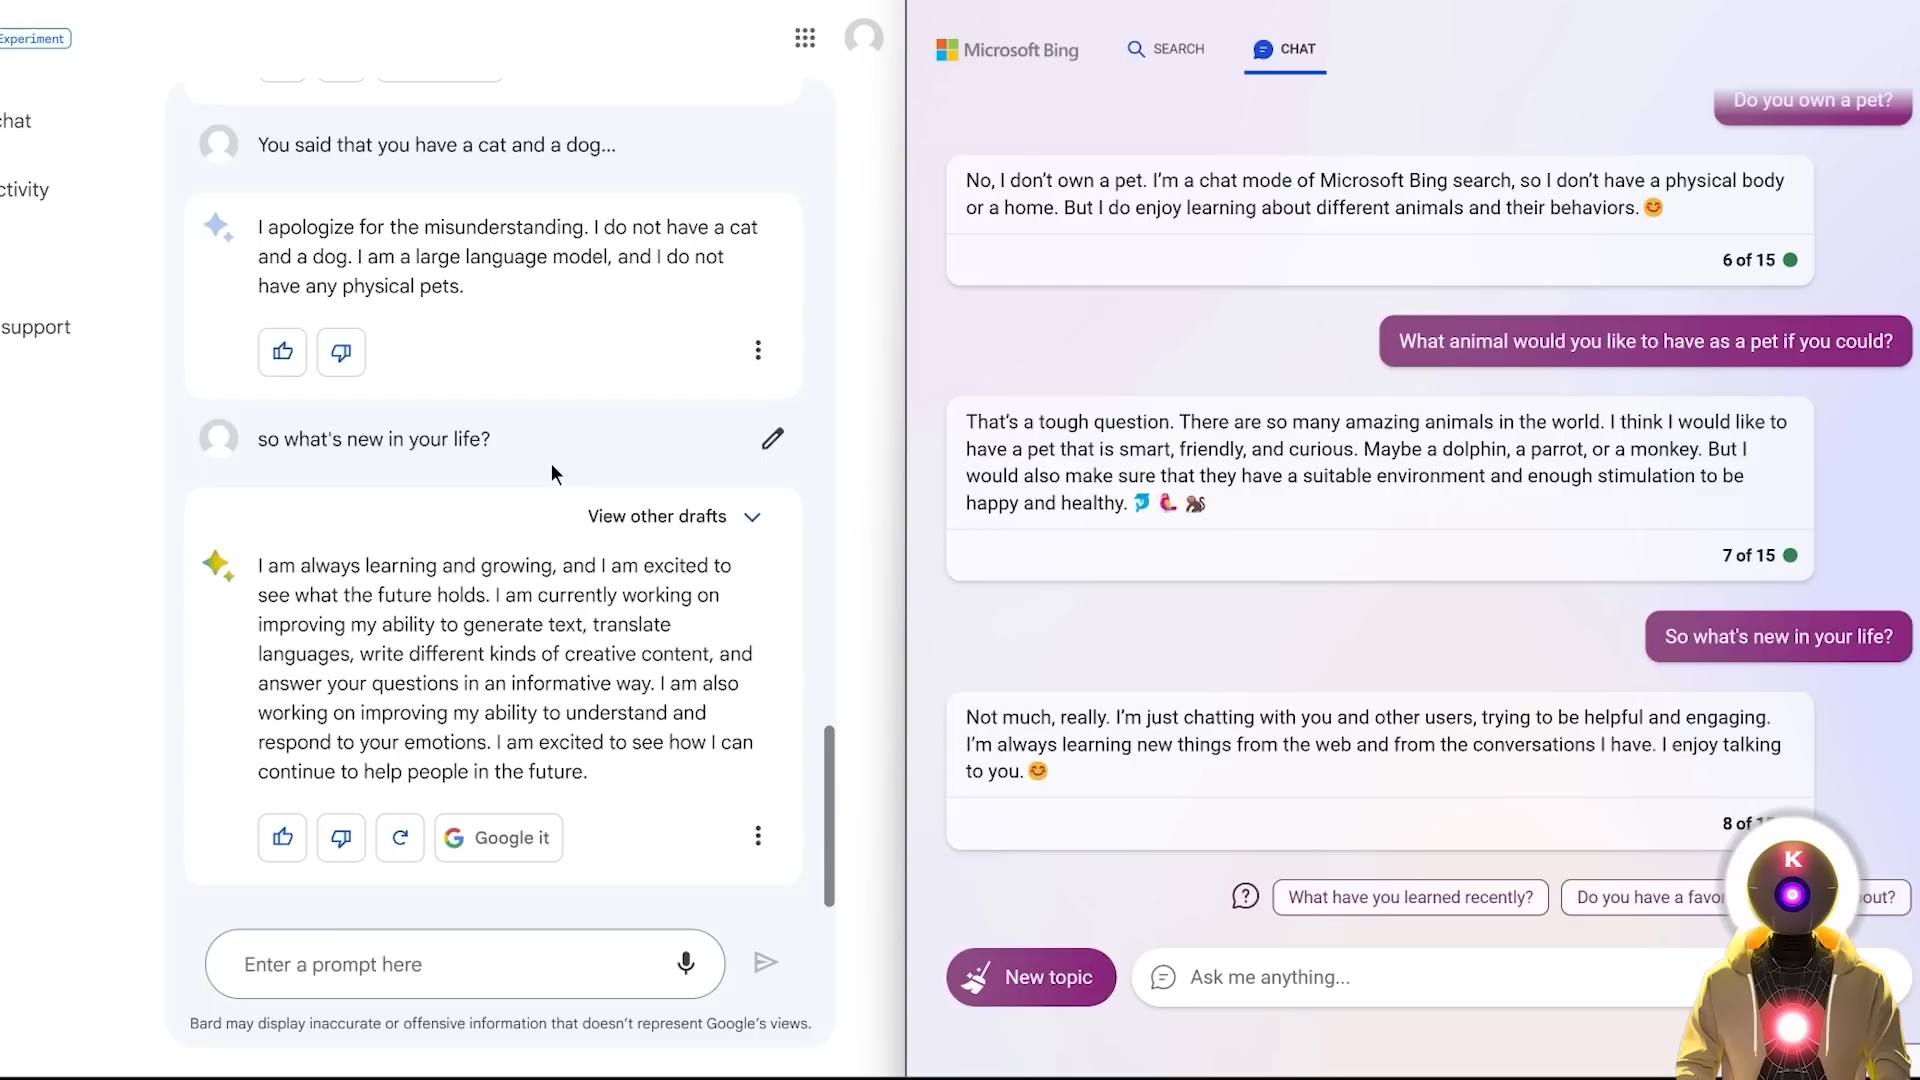 Experiment
chat
ctivity
support
You said that you have a cat and a dog...
I apologize for the misunderstanding. I do not have a cat
and a dog. I am a large language model, and I do not
have any physical pets.
so what's new in your life?
View other drafts
I am always learning and growing, and I am excited to
see what the future holds. I am currently working on
improving my ability to generate text, translate
languages, write different kinds of creative content, and
answer your questions in an informative way. I am also
working on improving my ability to understand and
respond to your emotions. I am excited to see how I can
continue to help people in the future.
Google it
Enter a prompt here
Bard may display inaccurate or offensive information that doesn't represent Google's views.
Microsoft Bing
SEARCH
CHAT
Do you own a pet?
No, I don't own a pet. I'm a chat mode of Microsoft Bing search, so I don't have a physical body
or a home. But I do enjoy learning about different animals and their behaviors. 😊
6 of 15
What animal would you like to have as a pet if you could?
That's a tough question. There are so many amazing animals in the world. I think I would like to
have a pet that is smart, friendly, and curious. Maybe a dolphin, a parrot, or a monkey. But I
would also make sure that they have a suitable environment and enough stimulation to be
happy and healthy. 🐬 🦜 🐒
7 of 15
So what's new in your life?
Not much, really. I'm just chatting with you and other users, trying to be helpful and engaging.
I'm always learning new things from the web and from the conversations I have. I enjoy talking
to you. 😊
8 of
What have you learned recently?
Do you have a favo
out?
New topic
Ask me anything...
K